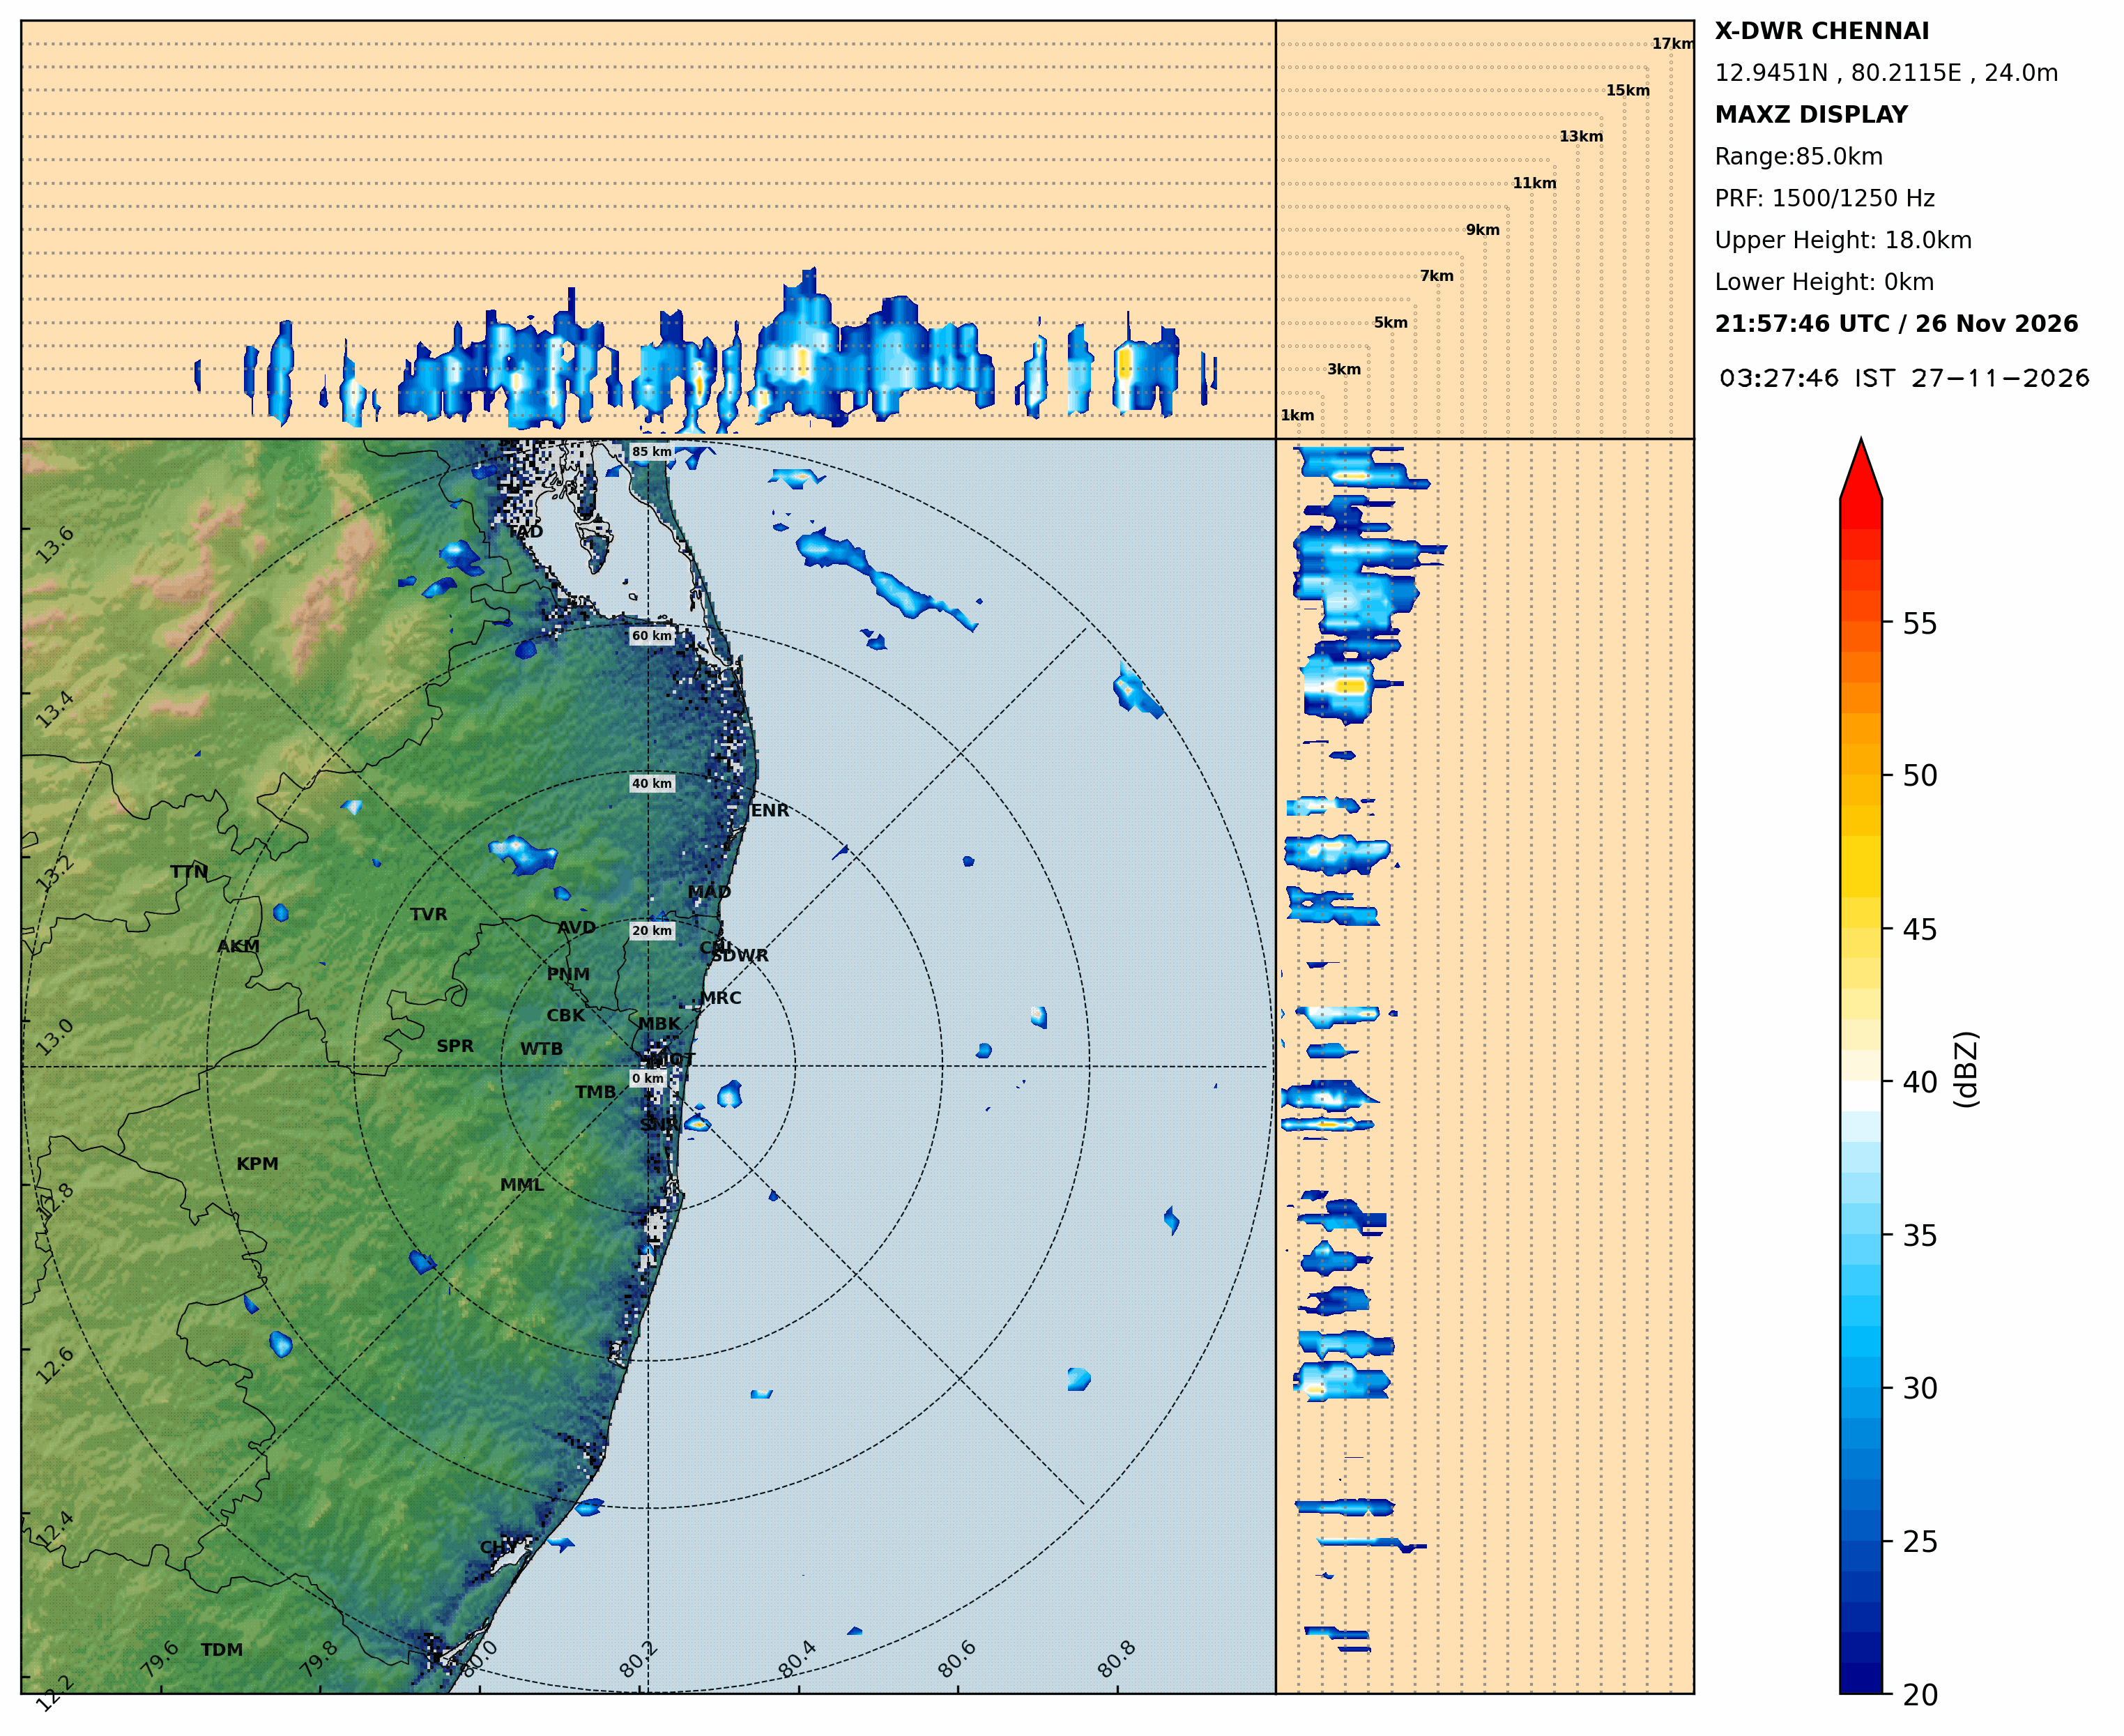 X-DWR CHENNAI
12.9451N , 80.2115E , 24.0m
MAXZ DISPLAY
Range:85.0km
PRF: 1500/1250 Hz
Upper Height: 18.0km
Lower Height: 0km
21:57:46 UTC / 26 Nov 2026
03:27:46 IST 27-11-2026
17km
15km
13km
11km
9km
7km
5km
3km
1km
85 km
TAD
13.6
60 km
13.4
40 km
ENR
13.2
TTN
MAD
TVR
AVD
20 km
AKM
CNI
SDWR
PNM
MRC
CBK
MBK
13.0
SPR
WTB
MIOT
0 km
TMB
SNR
KPM
MML
12.8
12.6
12.4
CHY
TDM
12.2
79.6
79.8
80.0
80.2
80.4
80.6
80.8
55
50
45
40
35
30
25
20
(dBZ)